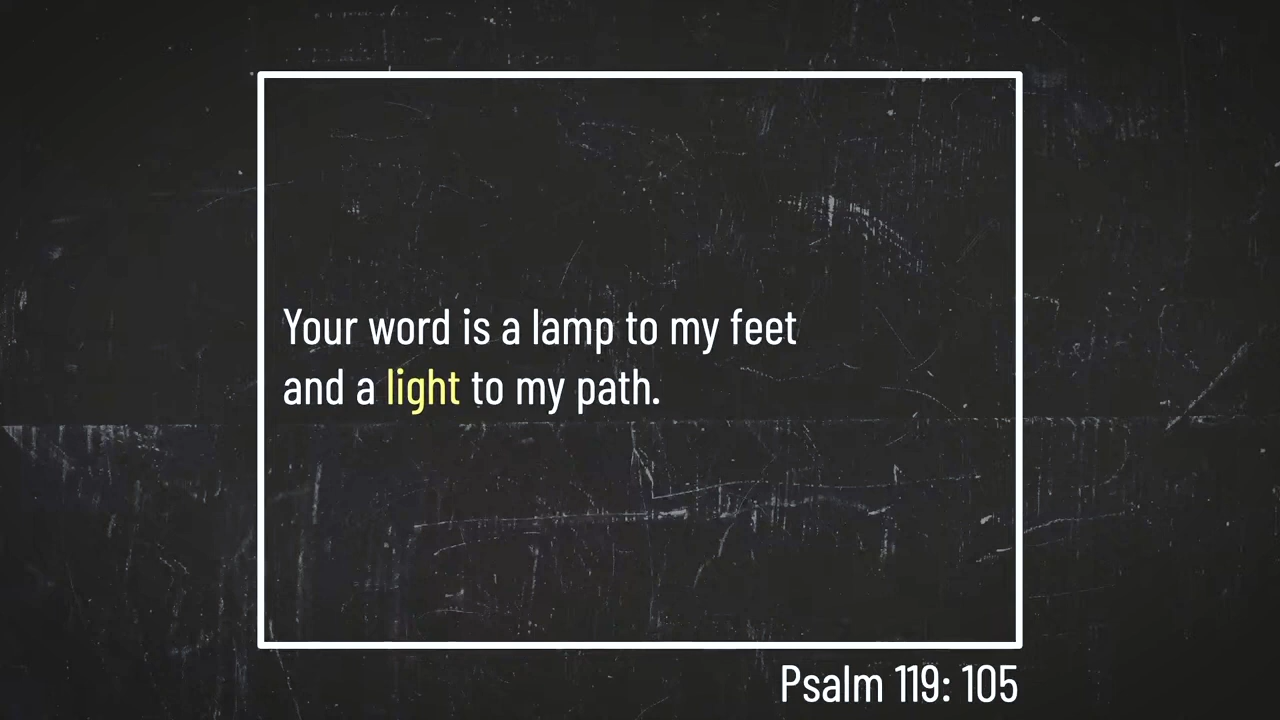 Your word is a lamp to my feet
and a light to my path.
Psalm 119: 105